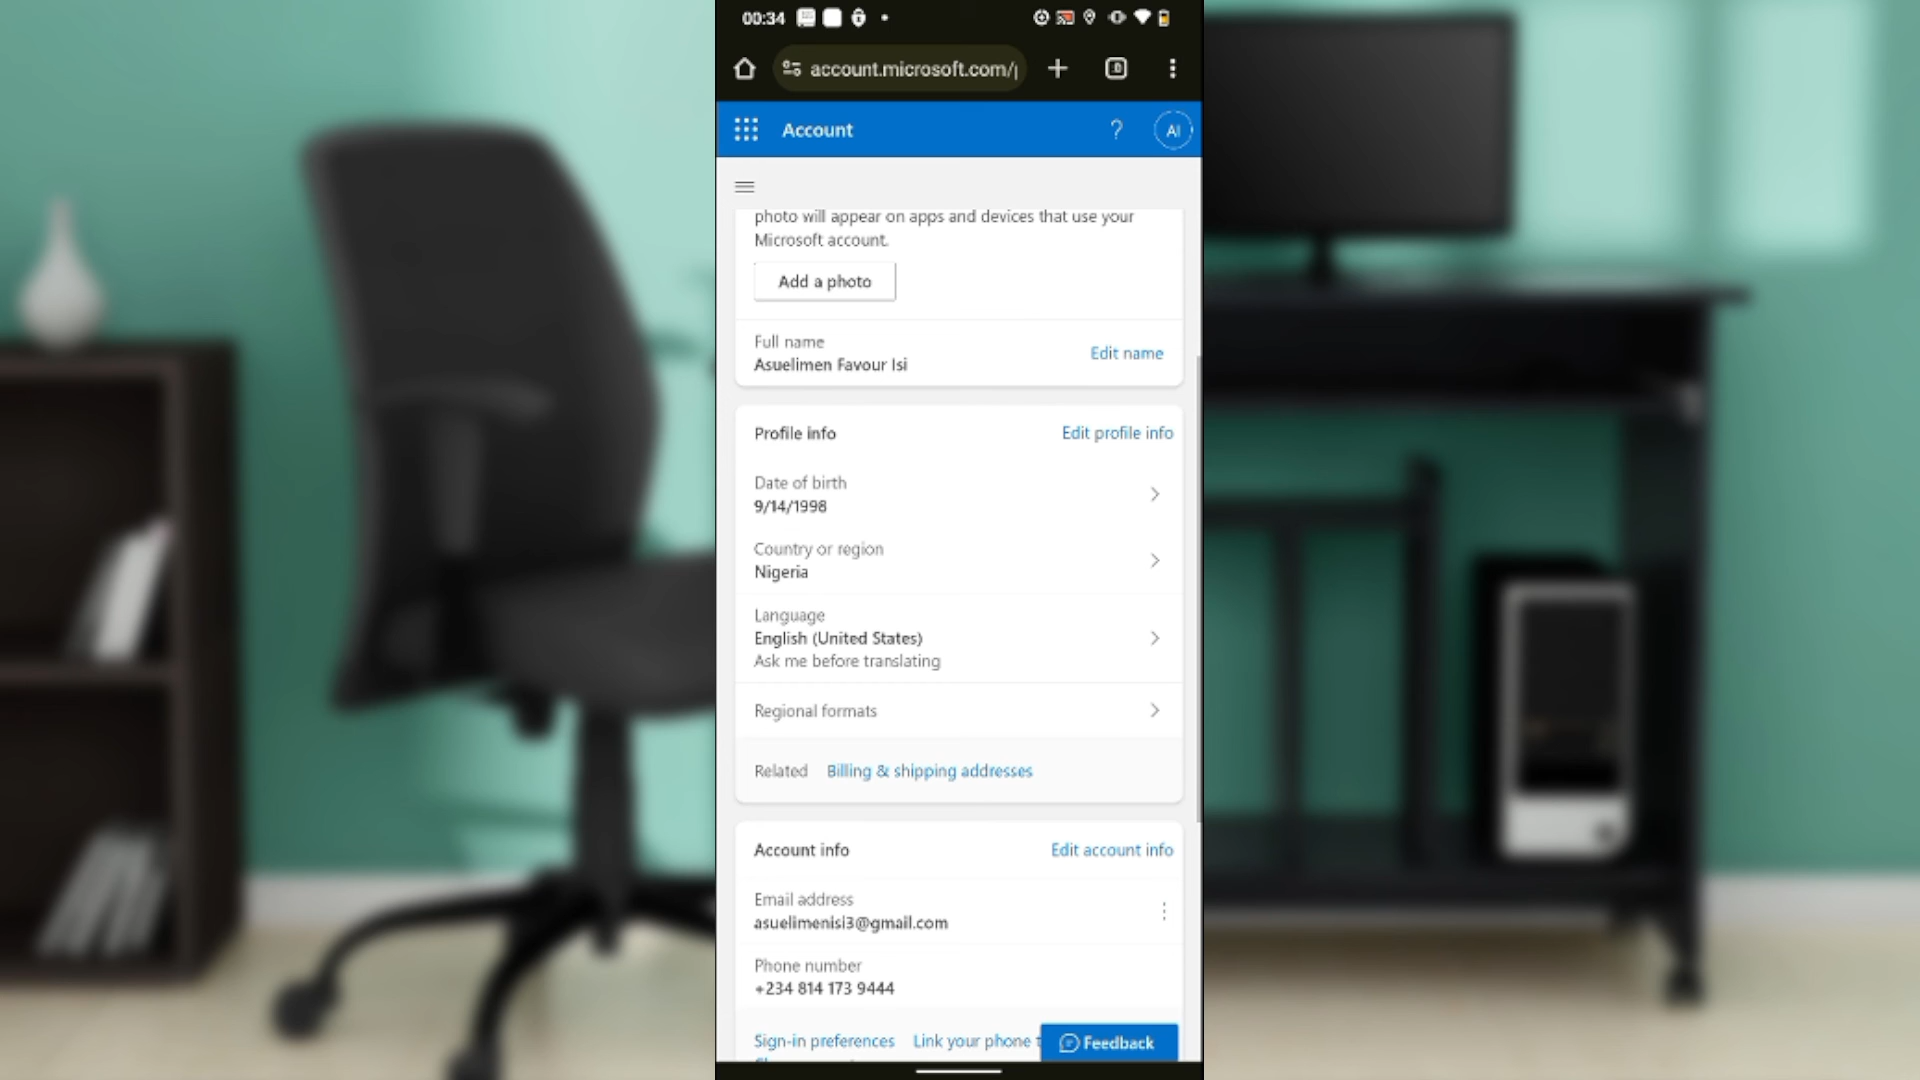 00:34
account.microsoft.com/
Account
?
AI
photo will appear on apps and devices that use your
Microsoft account.
Add a photo
Full name
Asuelimen Favour Isi
Edit name
Profile info
Edit profile info
Date of birth
9/14/1998
Country or region
Nigeria
Language
English (United States)
Ask me before translating
Regional formats
Related Billing & shipping addresses
Account info
Edit account info
Email address
asuelimenisi3@gmail.com
Phone number
+234 814 173 9444
Sign-in preferences Link your phone
Feedback